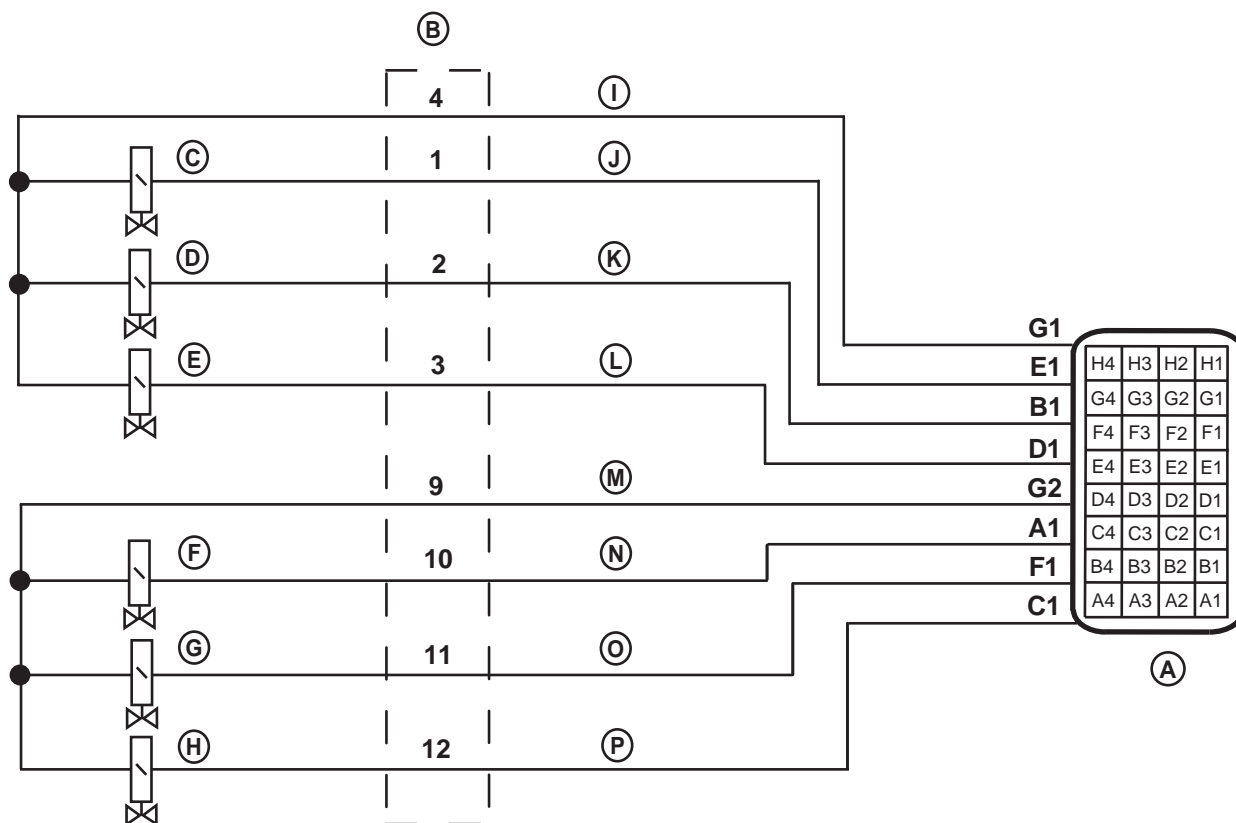 B
4 I
C 1 J
D 2 K
E 3 L
9 M
F 10 N
G 11 O
H 12 P
G1
E1
B1
D1
G2
A1
F1
C1
H4 H3 H2 H1
G4 G3 G2 G1
F4 F3 F2 F1
E4 E3 E2 E1
D4 D3 D2 D1
C4 C3 C2 C1
B4 B3 B2 B1
A4 A3 A2 A1
A